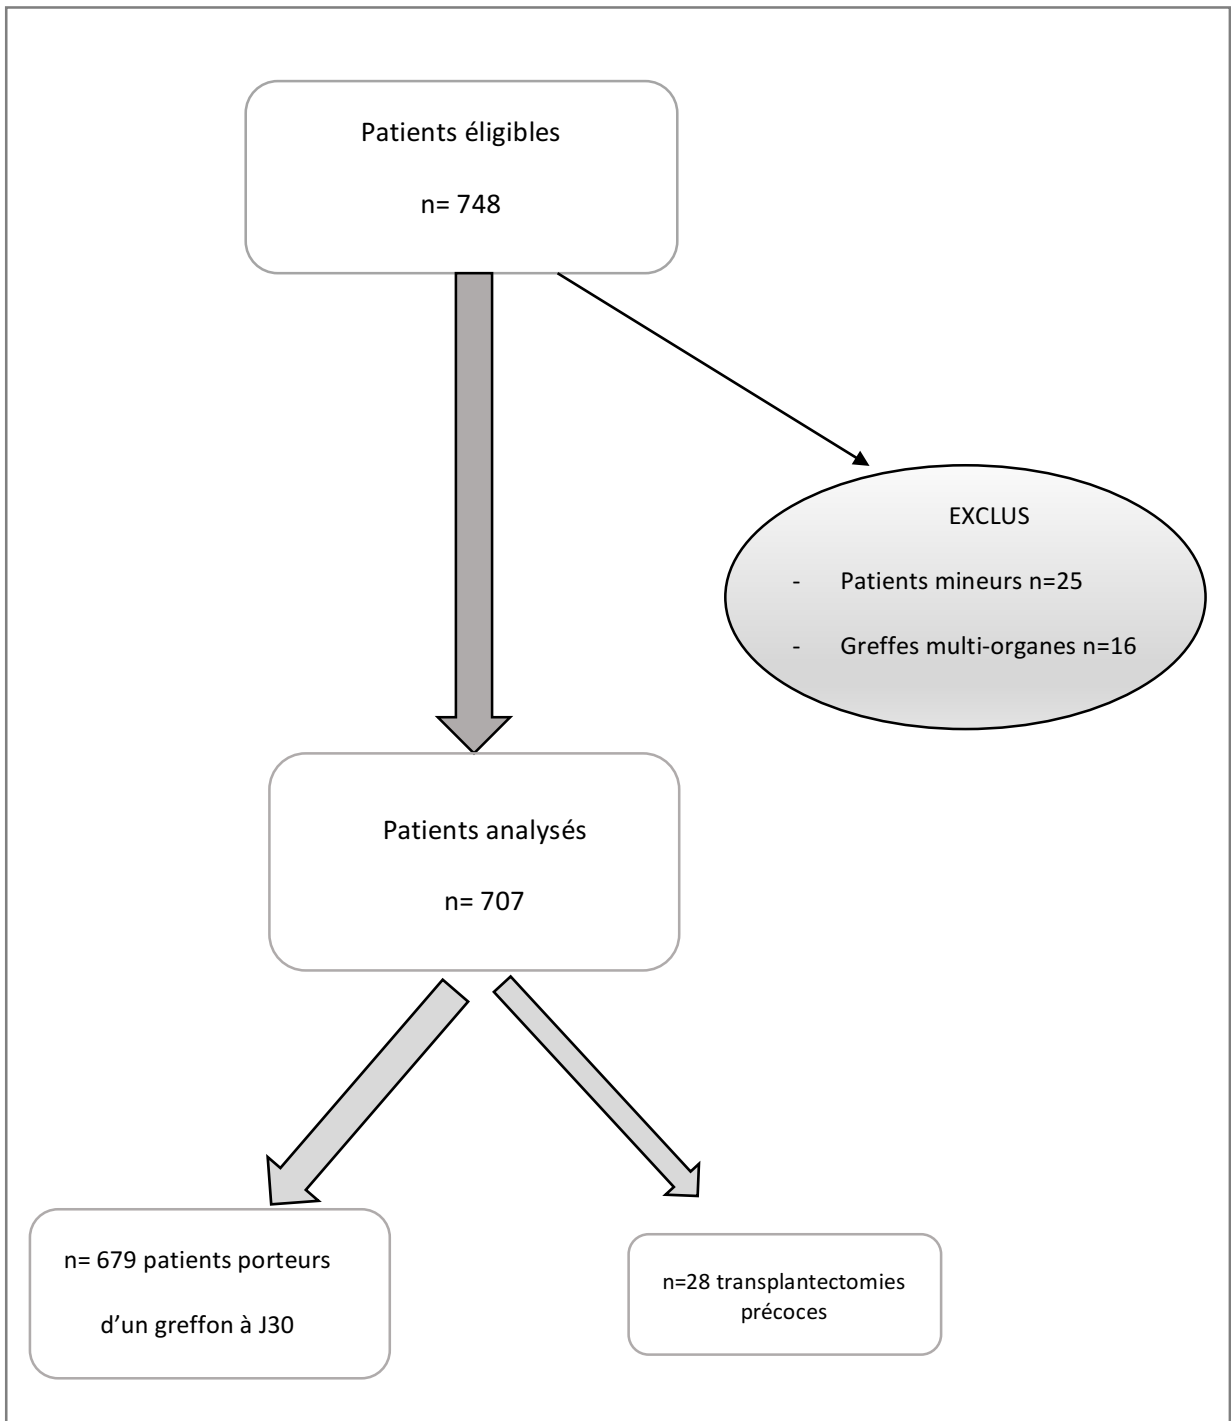 Patients éligibles
n= 748
EXCLUS
- Patients mineurs n=25
- Greffes multi-organes n=16
Patients analysés
n= 707
n= 679 patients porteurs
d’un greffon à J30
n=28 transplantectomies
précoces